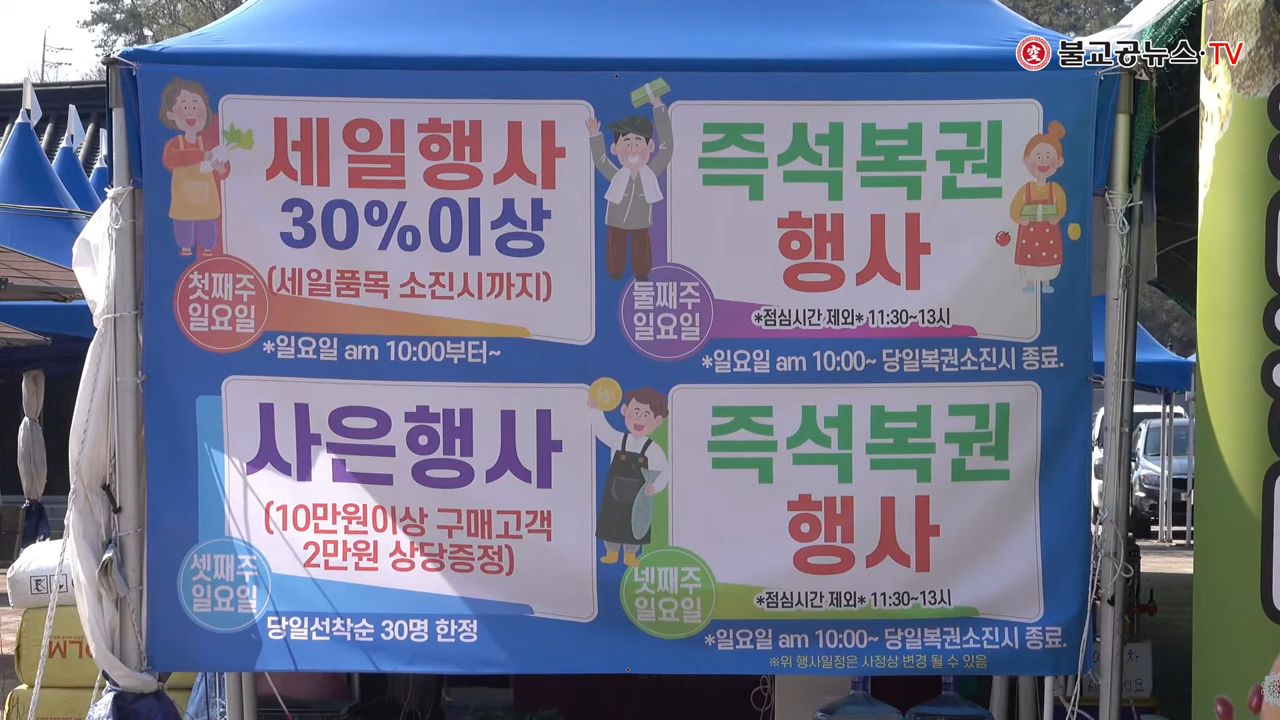 불교공뉴스·TV
세일행사
30%이상
(세일품목 소진시까지)
첫째주
일요일
*일요일 am 10:00부터~
즉석복권
행사
둘째주
일요일
*점심시간 제외* 11:30~13시
*일요일 am 10:00~ 당일복권소진시 종료.
사은행사
(10만원이상 구매고객
2만원 상당증정)
셋째주
일요일
당일선착순 30명 한정
즉석복권
행사
넷째주
일요일
*점심시간 제외* 11:30~13시
*일요일 am 10:00~ 당일복권소진시 종료.
※위 행사일정은 사정상 변경 될 수 있음